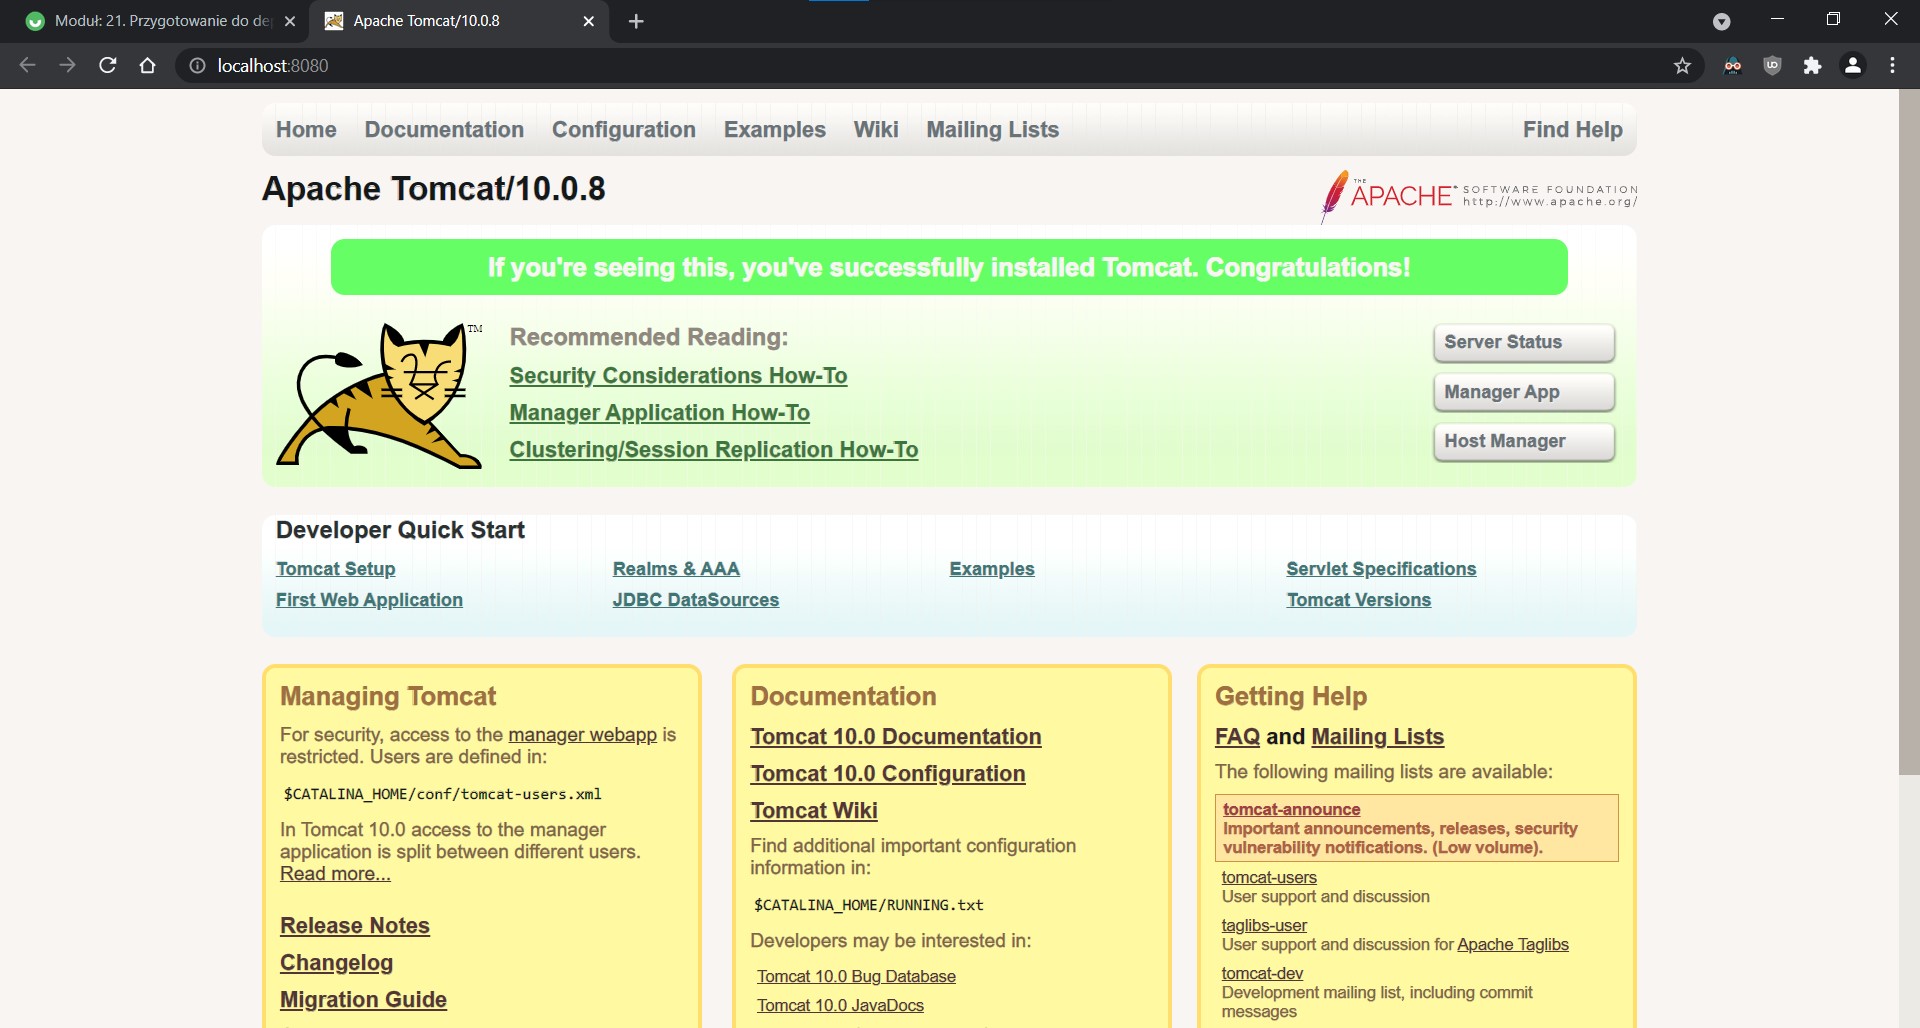 Moduł: 21. Przygotowanie do de
Apache Tomcat/10.0.8
localhost:8080
Home Documentation Configuration Examples Wiki Mailing Lists Find Help
Apache Tomcat/10.0.8
THE
APACHE® SOFTWARE FOUNDATION
http://www.apache.org/
If you're seeing this, you've successfully installed Tomcat. Congratulations!
TM
Recommended Reading:
Security Considerations How-To
Manager Application How-To
Clustering/Session Replication How-To
Server Status
Manager App
Host Manager
Developer Quick Start
Tomcat Setup
First Web Application
Realms & AAA
JDBC DataSources
Examples
Servlet Specifications
Tomcat Versions
Managing Tomcat
For security, access to the manager webapp is
restricted. Users are defined in:
$CATALINA_HOME/conf/tomcat-users.xml
In Tomcat 10.0 access to the manager
application is split between different users.
Read more...
Release Notes
Changelog
Migration Guide
Documentation
Tomcat 10.0 Documentation
Tomcat 10.0 Configuration
Tomcat Wiki
Find additional important configuration
information in:
$CATALINA_HOME/RUNNING.txt
Developers may be interested in:
Tomcat 10.0 Bug Database
Tomcat 10.0 JavaDocs
Getting Help
FAQ and Mailing Lists
The following mailing lists are available:
tomcat-announce
Important announcements, releases, security
vulnerability notifications. (Low volume).
tomcat-users
User support and discussion
taglibs-user
User support and discussion for Apache Taglibs
tomcat-dev
Development mailing list, including commit
messages